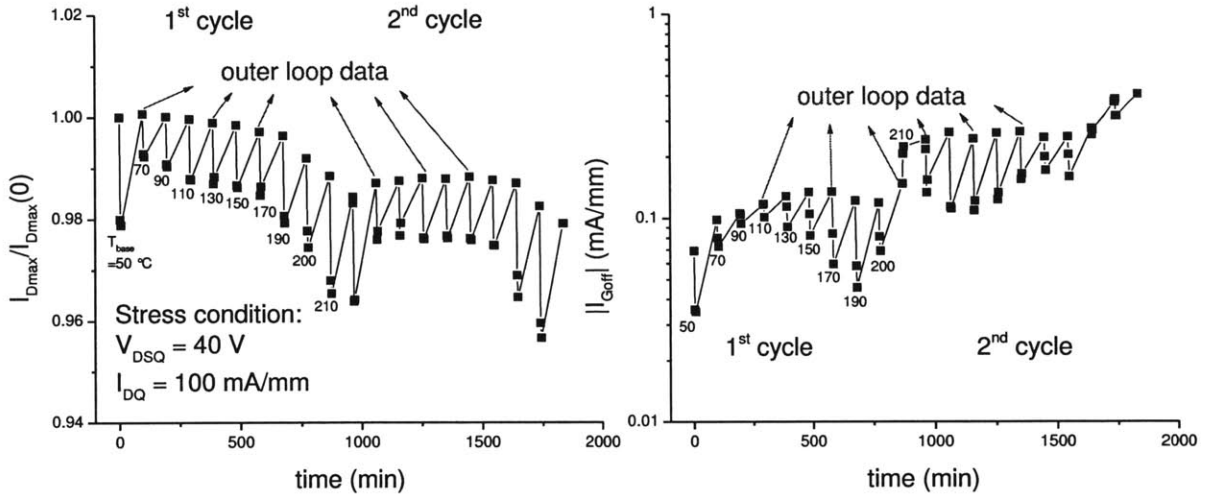 1st cycle
2nd cycle
outer loop data
70
90
110
130
150
170
190
200
210
Tbase
=50 ℃
Stress condition:
VDSQ = 40 V
IDQ = 100 mA/mm
1.02
1.00
0.98
0.96
0.94
IDmax/IDmax(0)
0
500
1000
1500
2000
time (min)
outer loop data
210
50
70
90
110
130
150
170
190
200
1st cycle
2nd cycle
1
0.1
0.01
|IGoff| (mA/mm)
0
500
1000
1500
2000
time (min)